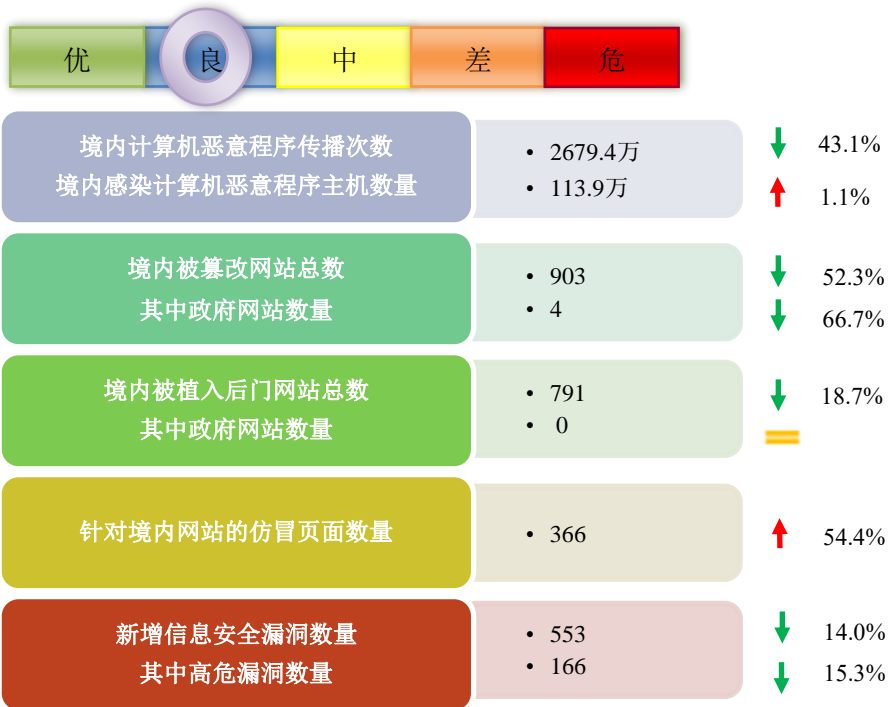 优 良 中 差 危
境内计算机恶意程序传播次数 • 2679.4万 43.1%
境内感染计算机恶意程序主机数量 • 113.9万 1.1%
境内被篡改网站总数 • 903 52.3%
其中政府网站数量 • 4 66.7%
境内被植入后门网站总数 • 791 18.7%
其中政府网站数量 • 0
针对境内网站的仿冒页面数量 • 366 54.4%
新增信息安全漏洞数量 • 553 14.0%
其中高危漏洞数量 • 166 15.3%